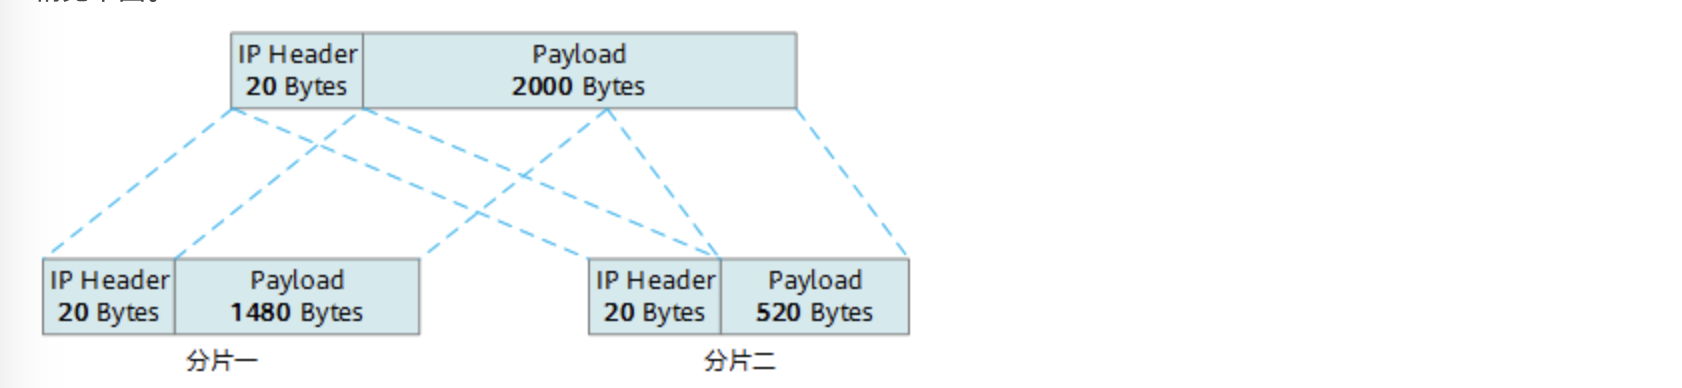 IP Header
20 Bytes
Payload
2000 Bytes
IP Header
20 Bytes
Payload
1480 Bytes
IP Header
20 Bytes
Payload
520 Bytes
分片一
分片二